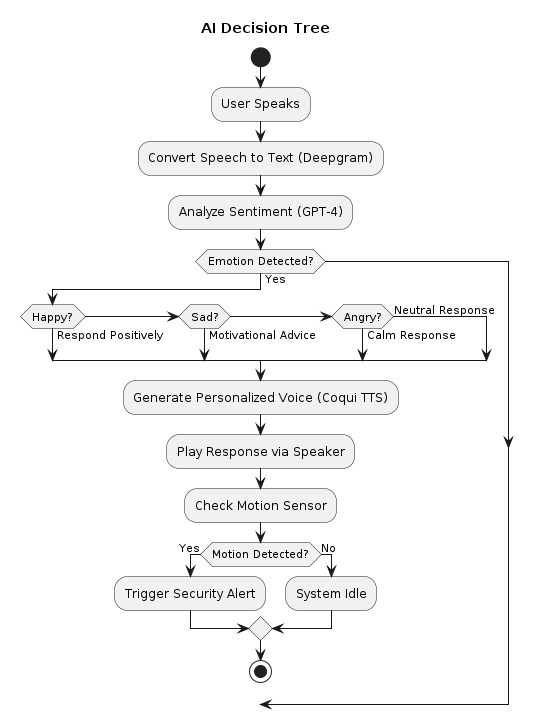 AI Decision Tree
User Speaks
Convert Speech to Text (Deepgram)
Analyze Sentiment (GPT-4)
Emotion Detected?
Yes
Happy?
Sad?
Angry?
Neutral Response
Respond Positively
Motivational Advice
Calm Response
Generate Personalized Voice (Coqui TTS)
Play Response via Speaker
Check Motion Sensor
Yes
Motion Detected?
No
Trigger Security Alert
System Idle